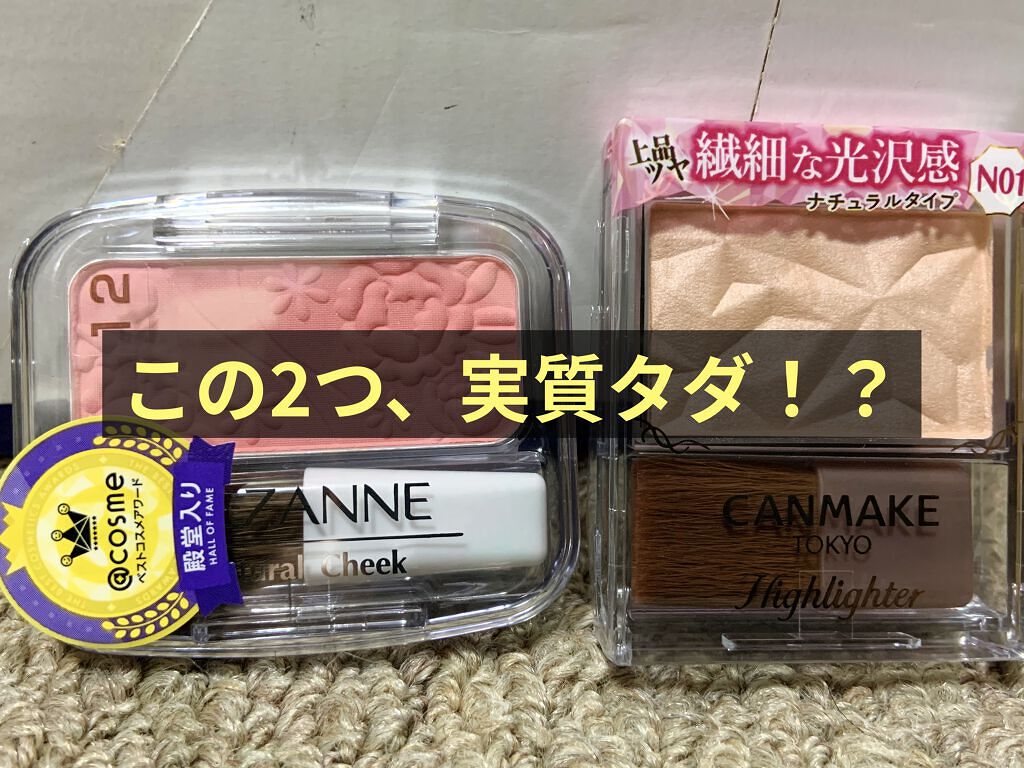 上品
ツヤ
繊細な光沢感
ナチュラルタイプ
N01
12
この2つ、実質タダ！？
@cosme
ベストコスメアワード
殿堂入り
HALL OF FAME
ZANNE
ural Cheek
CANMAKE
TOKYO
Highlighter